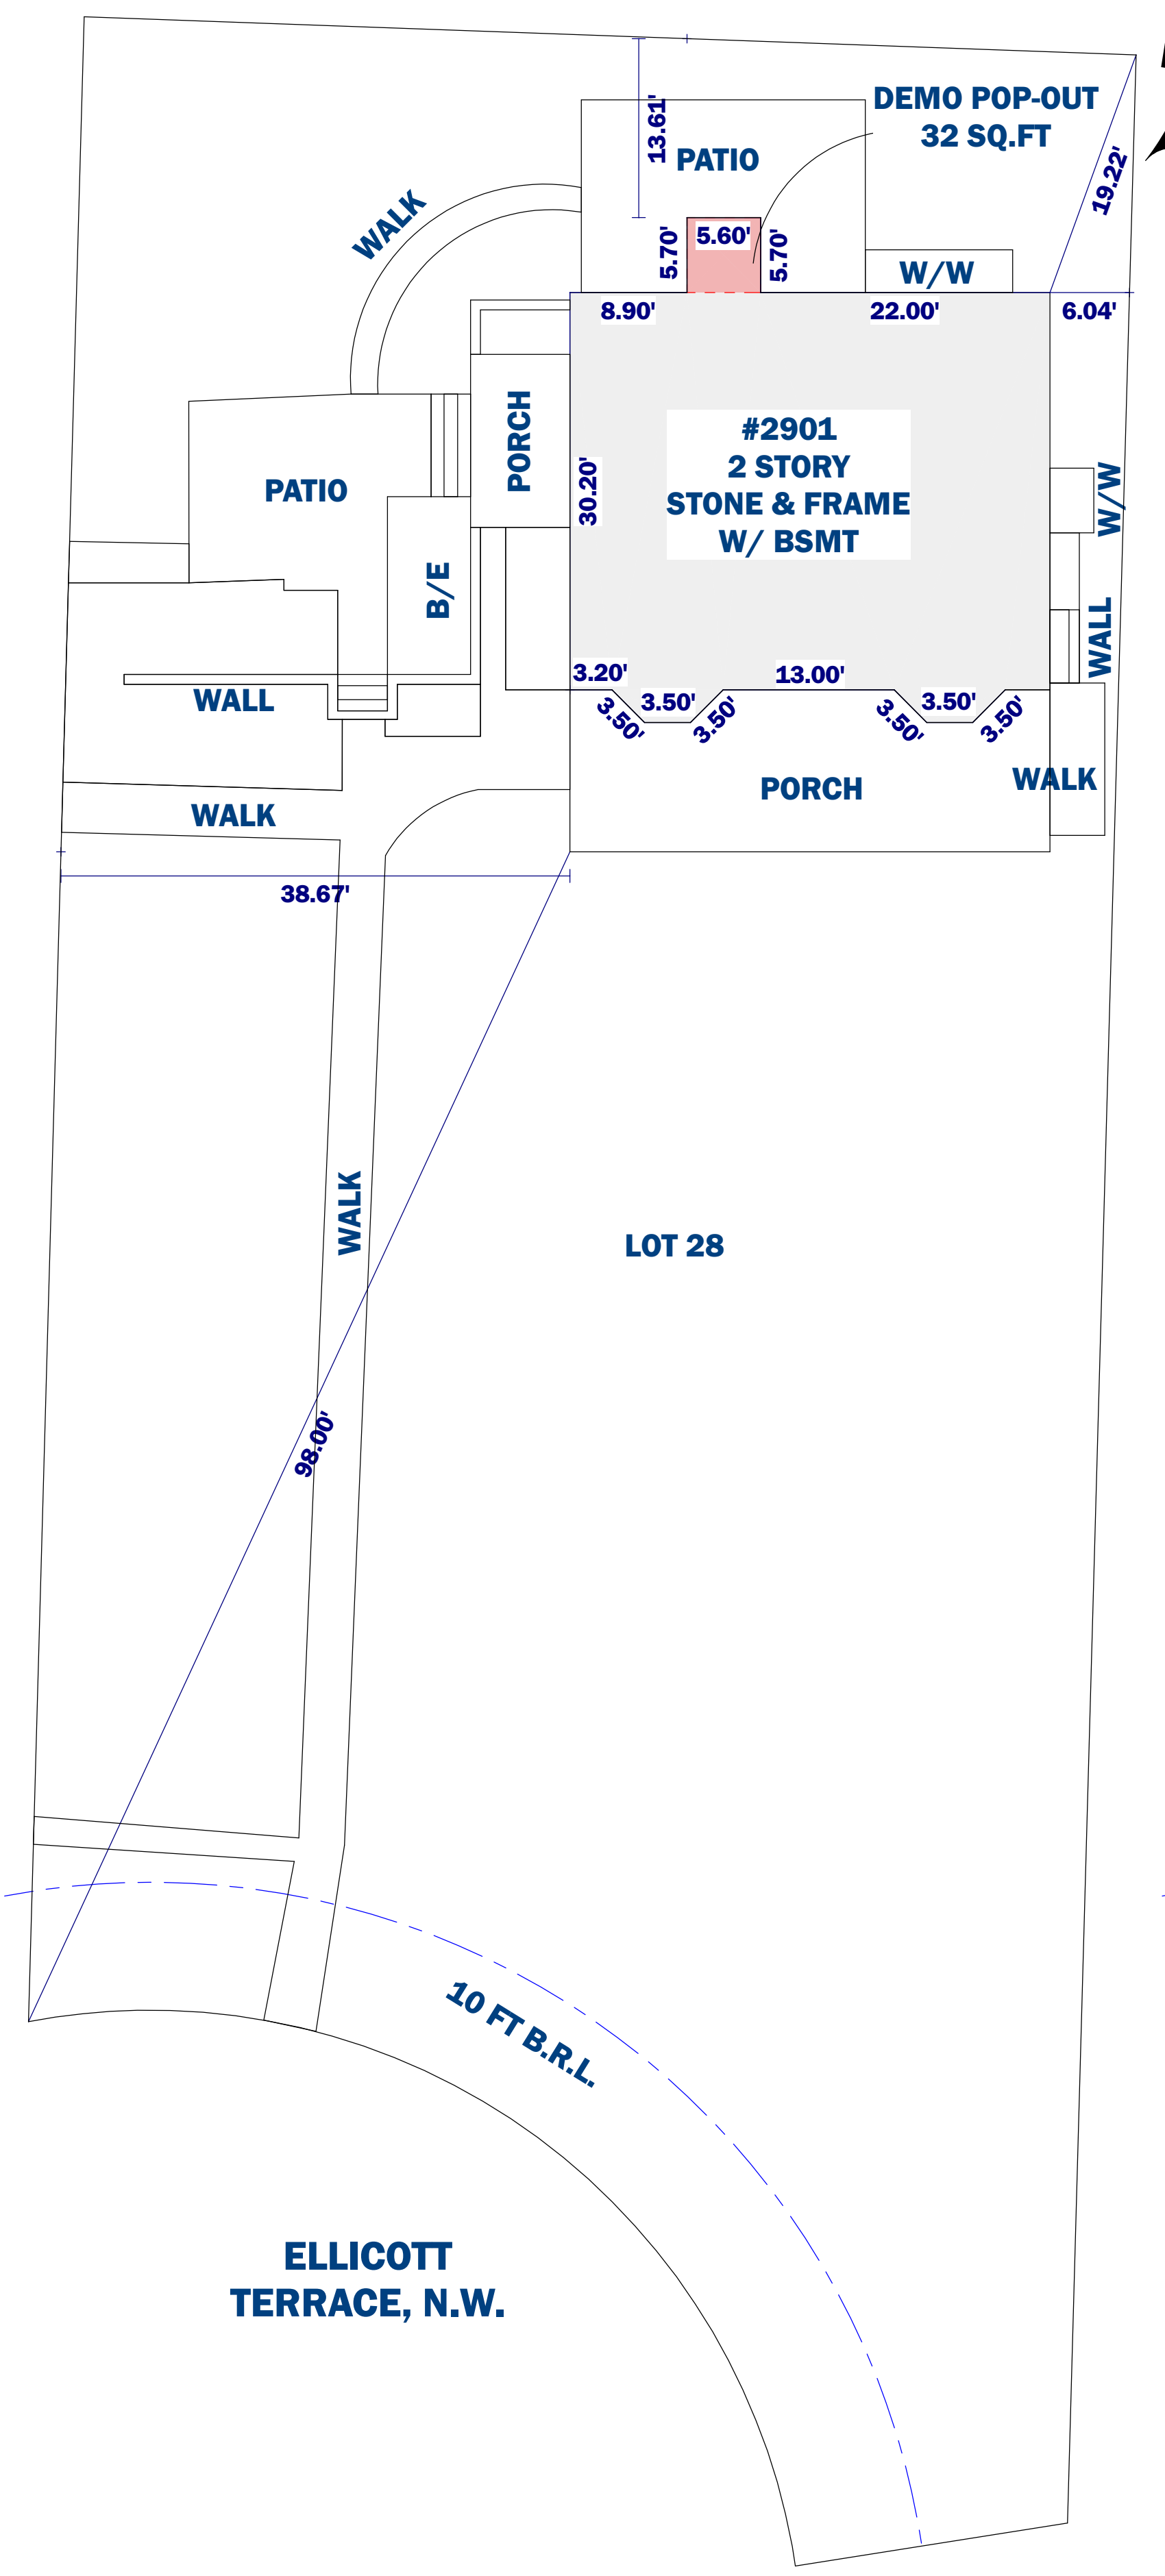 DEMO POP-OUT
32 SQ.FT
13.61'
PATIO
19.22'
WALK
5.70'
5.60'
5.70'
W/W
8.90'
22.00'
6.04'
PORCH
#2901
2 STORY
STONE & FRAME
W/ BSMT
30.20'
W/W
PATIO
B/E
WALL
3.20'
13.00'
WALL
3.50'
3.50'
3.50'
3.50'
3.50'
3.50'
WALK
PORCH
WALK
38.67'
WALK
LOT 28
98.00'
10 FT B.R.L.
ELLICOTT
TERRACE, N.W.